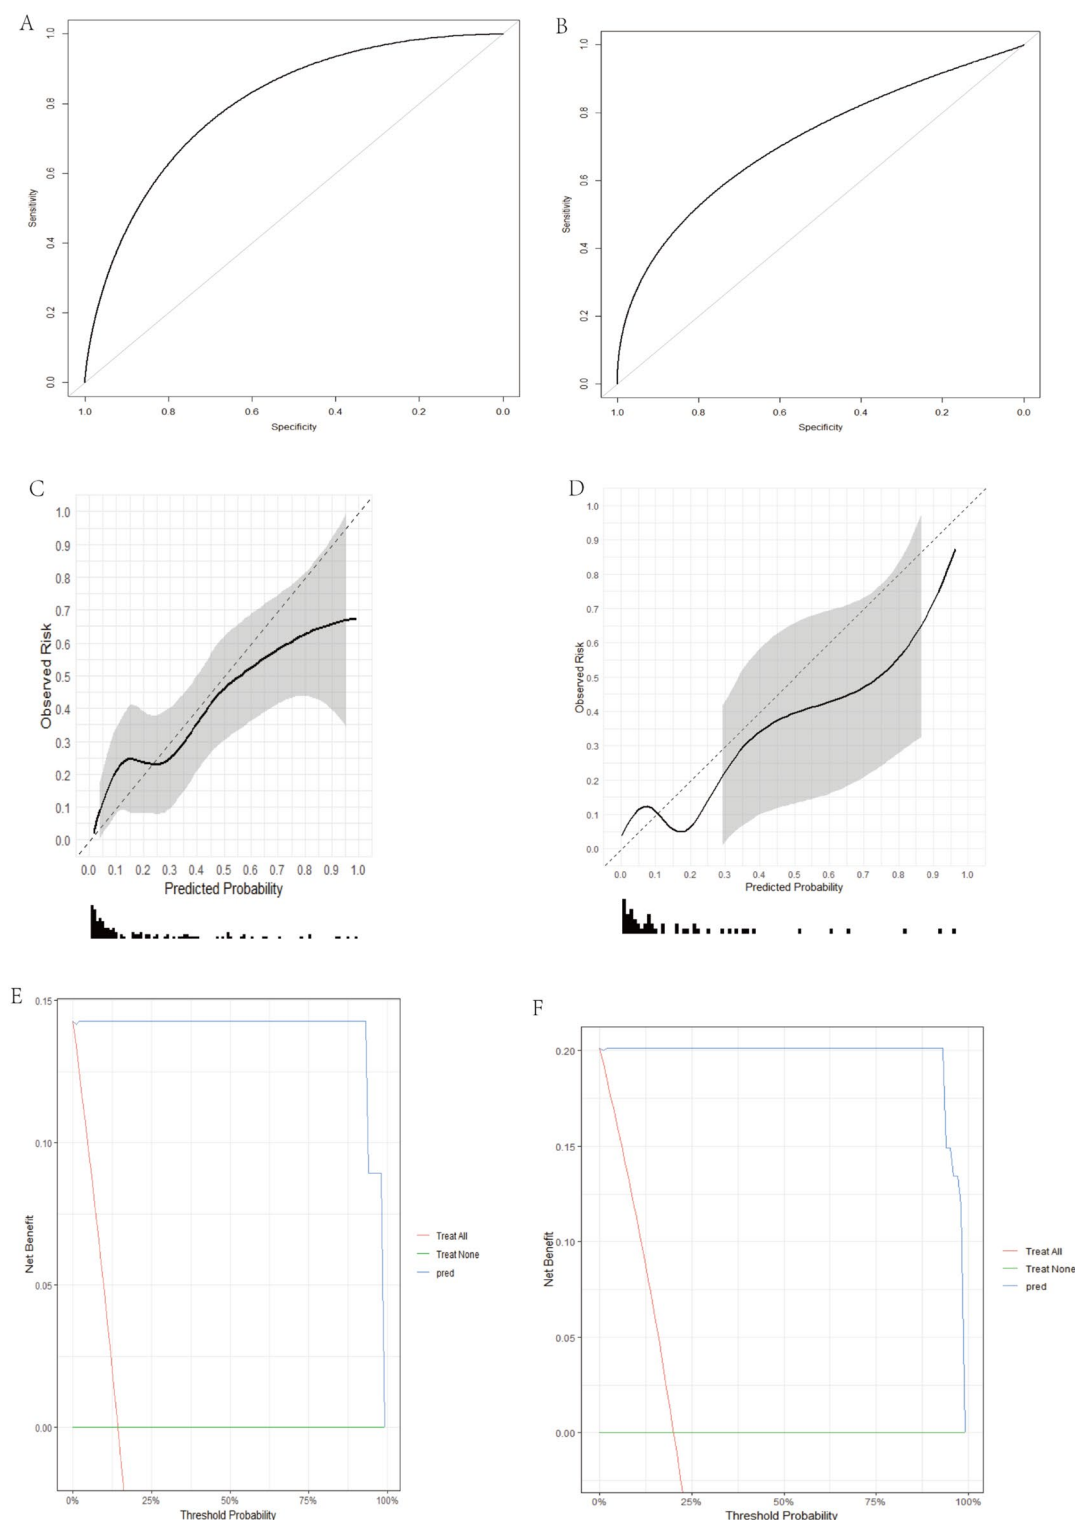 A
1.0
0.8
0.6
0.4
0.2
0.0
Sensitivity
1.0 0.8 0.6 0.4 0.2 0.0
Specificity
B
1.0
0.8
0.6
0.4
0.2
0.0
Sensitivity
1.0 0.8 0.6 0.4 0.2 0.0
Specificity
C
1.0
0.9
0.8
0.7
0.6
0.5
0.4
0.3
0.2
0.1
0.0
Observed Risk
0.0 0.1 0.2 0.3 0.4 0.5 0.6 0.7 0.8 0.9 1.0
Predicted Probability
D
1.0
0.9
0.8
0.7
0.6
0.5
0.4
0.3
0.2
0.1
0.0
Observed Risk
0.0 0.1 0.2 0.3 0.4 0.5 0.6 0.7 0.8 0.9 1.0
Predicted Probability
E
0.15
0.10
0.05
0.00
Net Benefit
0% 25% 50% 75% 100%
Threshold Probability
Treat All
Treat None
pred
F
0.20
0.15
0.10
0.05
0.00
Net Benefit
0% 25% 50% 75% 100%
Threshold Probability
Treat All
Treat None
pred